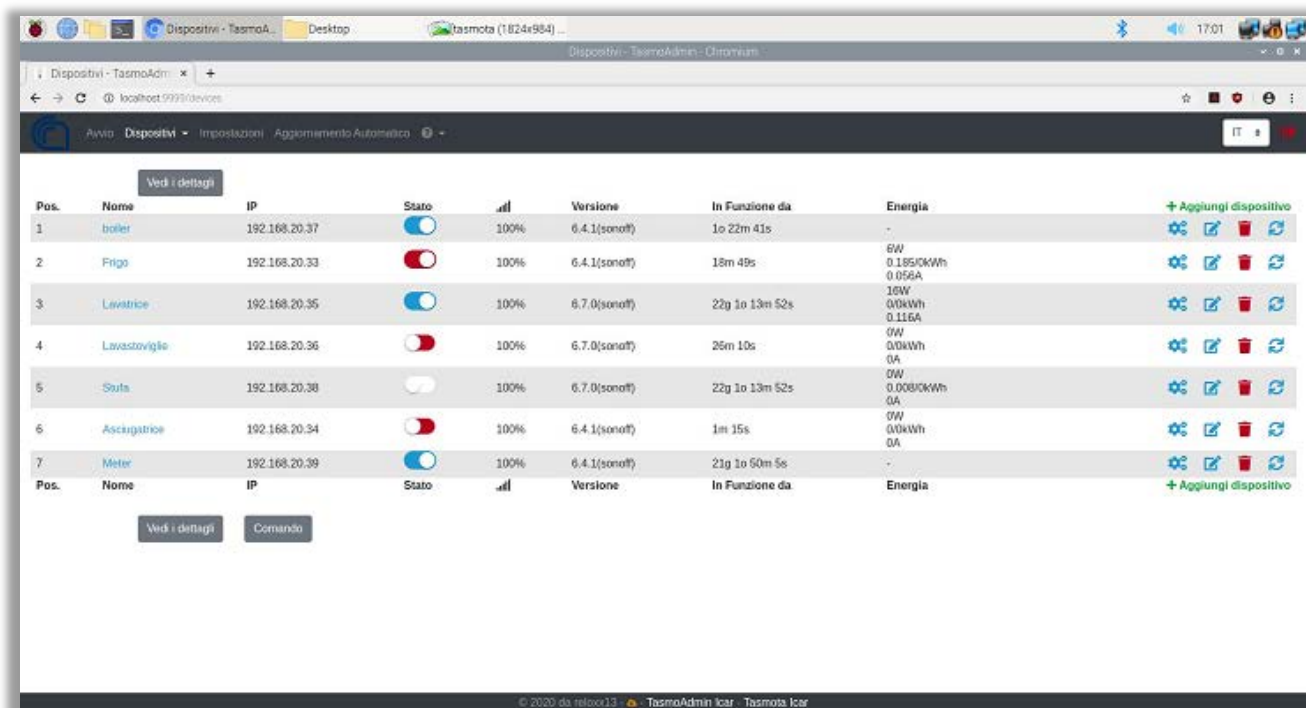 Dispositivi - TasmoA... Desktop tasmota (1824x984) ... 17:01
Dispositivi - TasmoAdmin - Chromium
Dispositivi - TasmoAdm × +
localhost:9999/devices
Avvio Dispositivi Impostazioni Aggiornamento Automatico IT
Vedi i dettagli
Pos. Nome IP Stato Versione In Funzione da Energia + Aggiungi dispositivo
1 boiler 192.168.20.37 100% 6.4.1(sonoff) 1o 22m 41s -
2 Frigo 192.168.20.33 100% 6.4.1(sonoff) 18m 49s 6W
0.185/0kWh
0.056A
3 Lavatrice 192.168.20.35 100% 6.7.0(sonoff) 22g 1o 13m 52s 16W
0/0kWh
0.116A
4 Lavastoviglie 192.168.20.36 100% 6.7.0(sonoff) 26m 10s 0W
0/0kWh
0A
5 Stufa 192.168.20.38 100% 6.7.0(sonoff) 22g 1o 13m 52s 0W
0.008/0kWh
0A
6 Asciugatrice 192.168.20.34 100% 6.4.1(sonoff) 1m 15s 0W
0/0kWh
0A
7 Meter 192.168.20.39 100% 6.4.1(sonoff) 21g 1o 50m 5s -
Pos. Nome IP Stato Versione In Funzione da Energia + Aggiungi dispositivo
Vedi i dettagli Comando
© 2020 da reloxx13 - TasmoAdmin Icar - Tasmota Icar